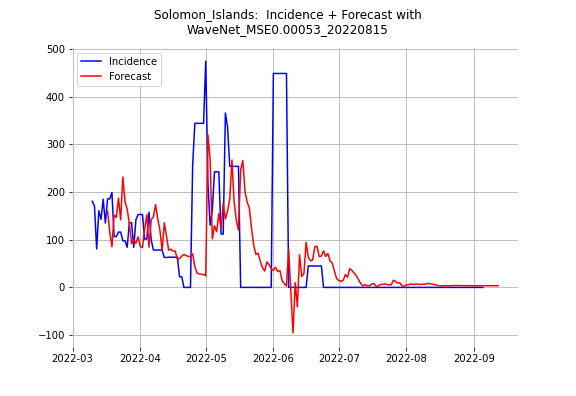 Solomon_Islands:  Incidence + Forecast with
WaveNet_MSE0.00053_20220815
Incidence
Forecast
500
400
300
200
100
0
−100
2022-03 2022-04 2022-05 2022-06 2022-07 2022-08 2022-09